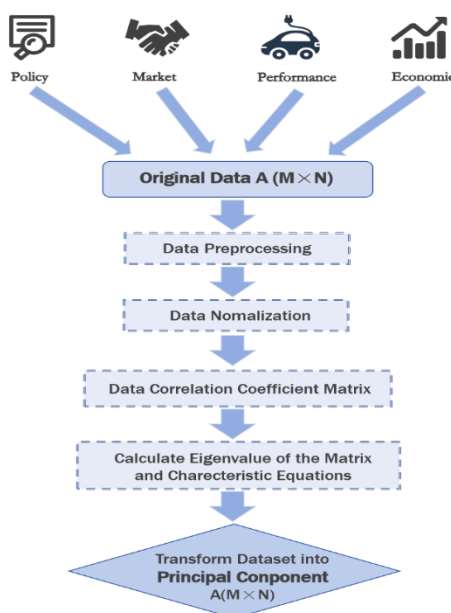 Policy
Market
Performance
Economic
Original Data A (M×N)
Data Preprocessing
Data Nomalization
Data Correlation Coefficient Matrix
Calculate Eigenvalue of the Matrix
and Charecteristic Equations
Transform Dataset into
Principal Conponent
A(M×N)